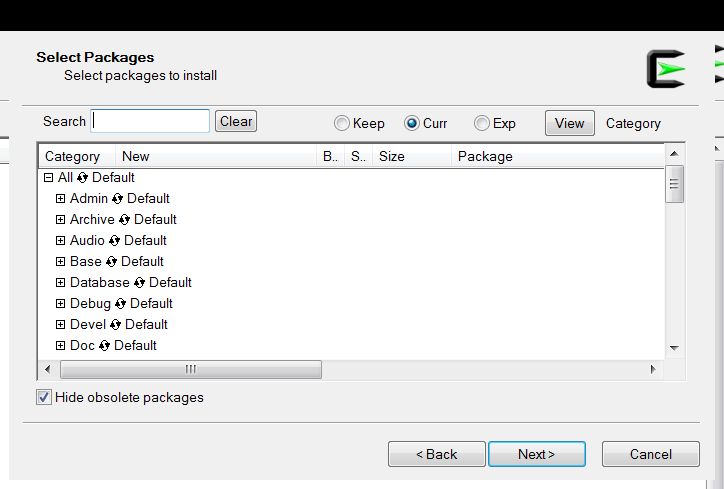 Select Packages
Select packages to install
Search Clear Keep Curr Exp View Category
Category New B.. S.. Size Package
All Default
Admin Default
Archive Default
Audio Default
Base Default
Database Default
Debug Default
Devel Default
Doc Default
Hide obsolete packages
< Back Next > Cancel